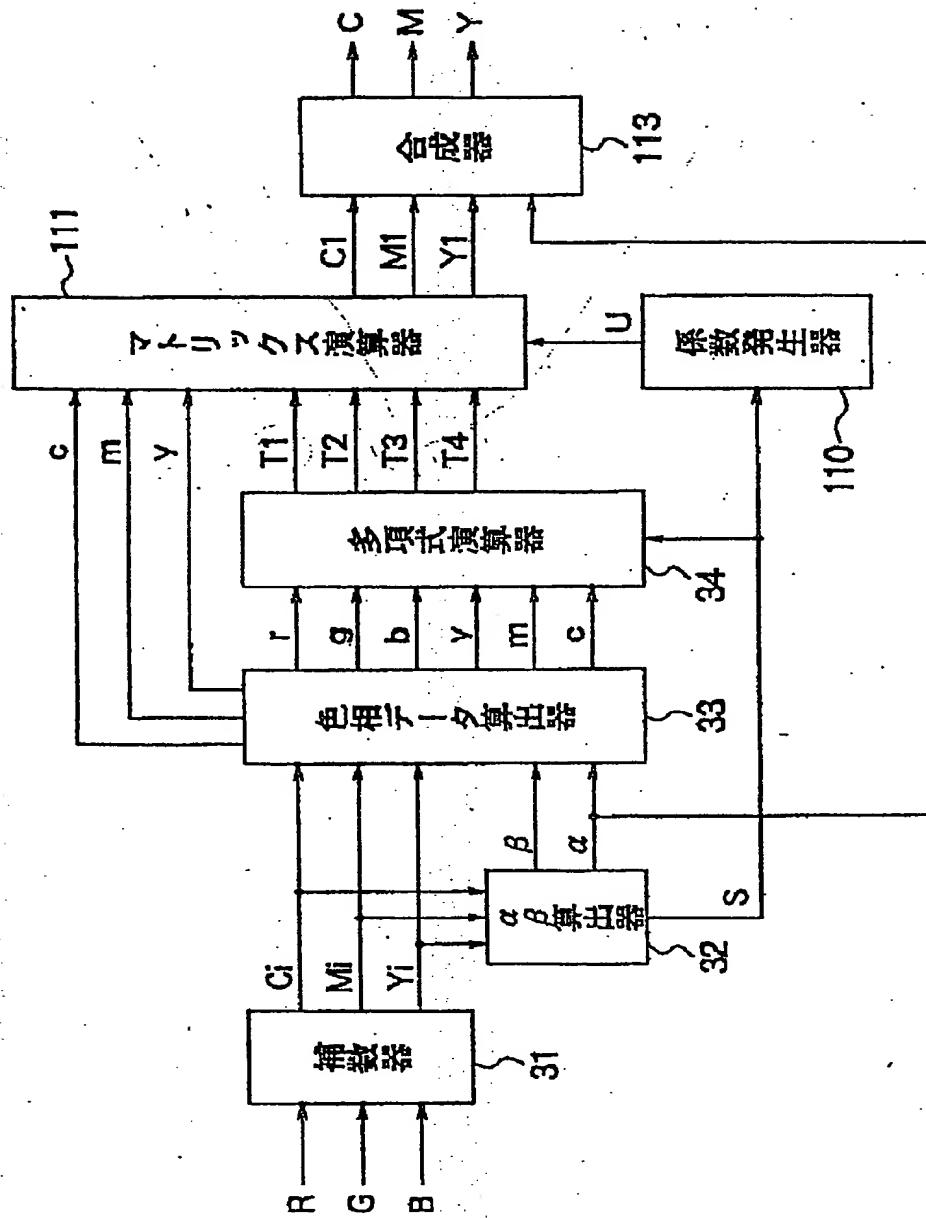 R
G
B
補数器
31
Ci
Mi
Yi
αβ算出器
32
β
α
S
色相データ算出器
33
r
g
b
y
m
c
多項式演算器
34
c
m
y
T1
T2
T3
T4
マトリックス演算器
111
係数発生器
110
U
C1
M1
Y1
合成器
113
C
M
Y